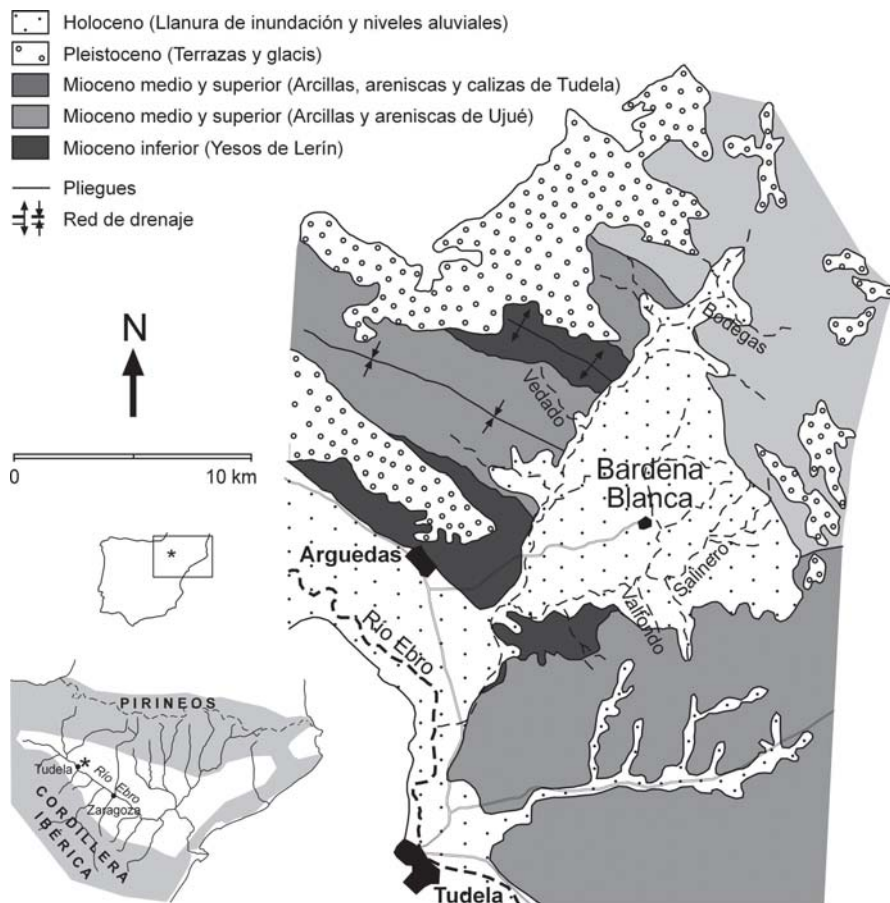 Holoceno (Llanura de inundación y niveles aluviales)
Pleistoceno (Terrazas y glacis)
Mioceno medio y superior (Arcillas, areniscas y calizas de Tudela)
Mioceno medio y superior (Arcillas y areniscas de Ujué)
Mioceno inferior (Yesos de Lerín)
Pliegues
Red de drenaje
N
0 10 km
Bodegas
Vedado
Bardena
Blanca
Arguedas
Salinero
Valfondo
Río Ebro
Tudela
PIRINEOS
Tudela
Río Ebro
Zaragoza
CORDILLERA
IBÉRICA